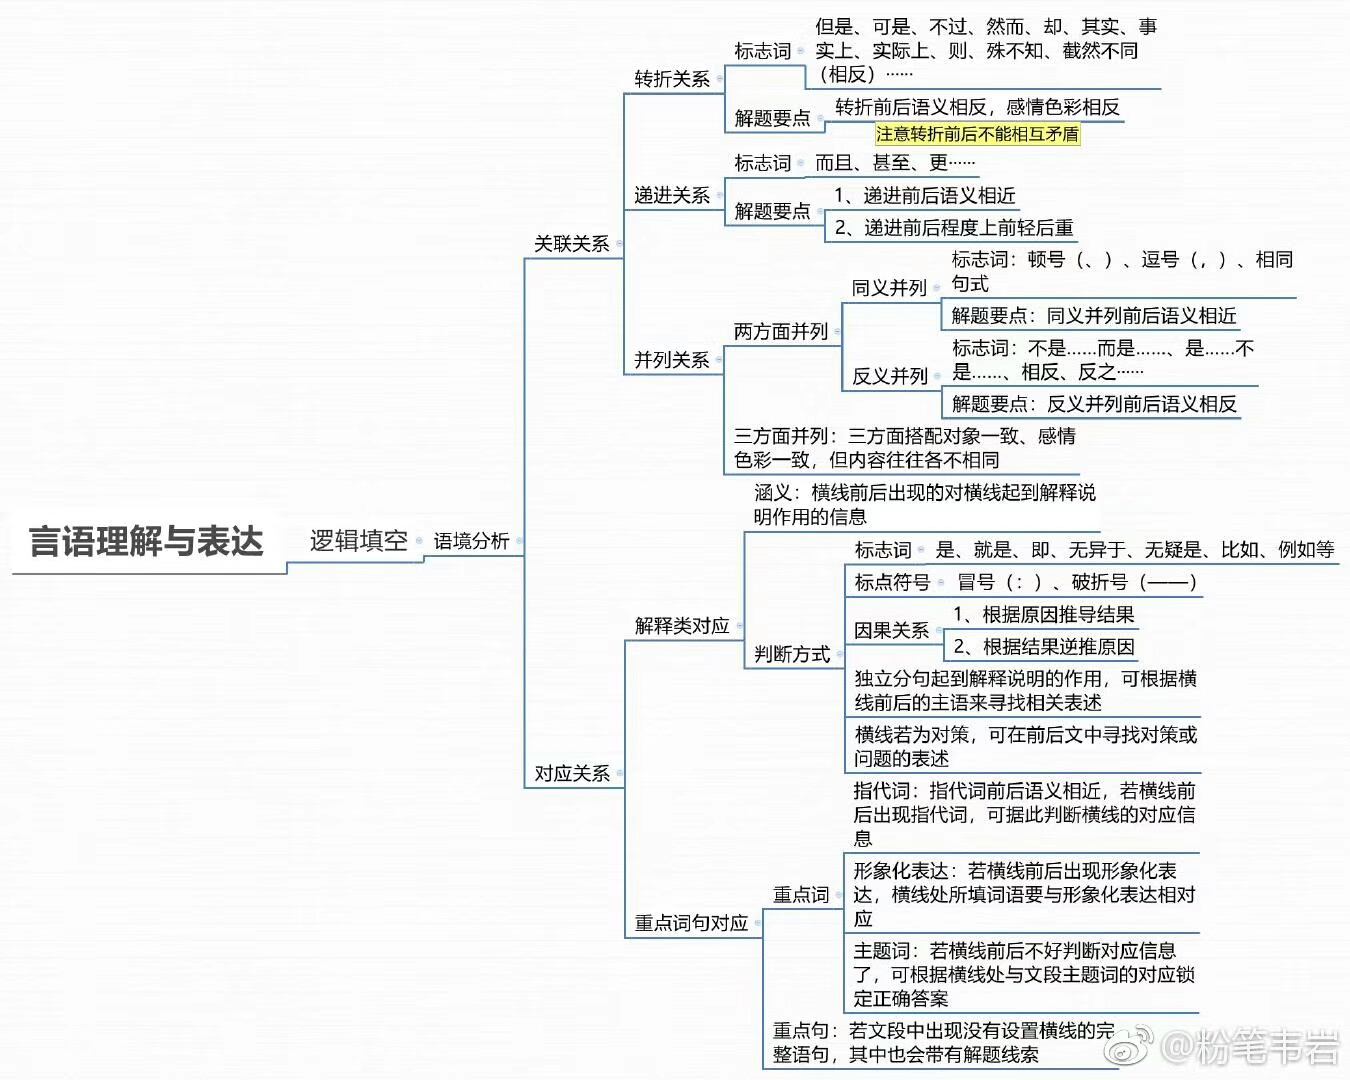 但是、可是、不过、然而、却、其实、事
实上、实际上、则、殊不知、截然不同
（相反）……
标志词
转折关系
解题要点
转折前后语义相反，感情色彩相反
注意转折前后不能相互矛盾
标志词
而且、甚至、更……
递进关系
解题要点
1、递进前后语义相近
2、递进前后程度上前轻后重
关联关系
标志词：顿号（、）、逗号（，）、相同
句式
同义并列
解题要点：同义并列前后语义相近
两方面并列
标志词：不是……而是……、是……不
是……、相反、反之……
反义并列
解题要点：反义并列前后语义相反
并列关系
三方面并列：三方面搭配对象一致、感情
色彩一致，但内容往往各不相同
言语理解与表达
逻辑填空
语境分析
涵义：横线前后出现的对横线起到解释说
明作用的信息
标志词
是、就是、即、无异于、无疑是、比如、例如等
标点符号
冒号（：）、破折号（——）
解释类对应
因果关系
1、根据原因推导结果
2、根据结果逆推原因
判断方式
独立分句起到解释说明的作用，可根据横
线前后的主语来寻找相关表述
横线若为对策，可在前后文中寻找对策或
问题的表述
对应关系
指代词：指代词前后语义相近，若横线前
后出现指代词，可据此判断横线的对应信
息
重点词
形象化表达：若横线前后出现形象化表
达，横线处所填词语要与形象化表达相对
应
重点词句对应
主题词：若横线前后不好判断对应信息
了，可根据横线处与文段主题词的对应锁
定正确答案
重点句：若文段中出现没有设置横线的完
整语句，其中也会带有解题线索
@粉笔韦岩